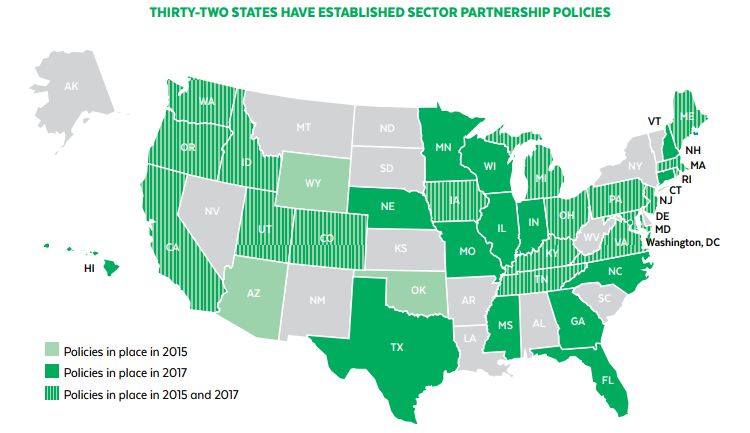 THIRTY-TWO STATES HAVE ESTABLISHED SECTOR PARTNERSHIP POLICIES
AK
WA
MT
ND
MN
VT
ME
OR
ID
SD
WI
MI
NY
NH
MA
RI
CT
WY
NE
IA
PA
NJ
NV
UT
CO
IL
IN
OH
DE
MD
Washington, DC
CA
KS
MO
KY
WV
VA
HI
AZ
NM
OK
AR
TN
NC
SC
TX
LA
MS
AL
GA
FL
Policies in place in 2015
Policies in place in 2017
Policies in place in 2015 and 2017